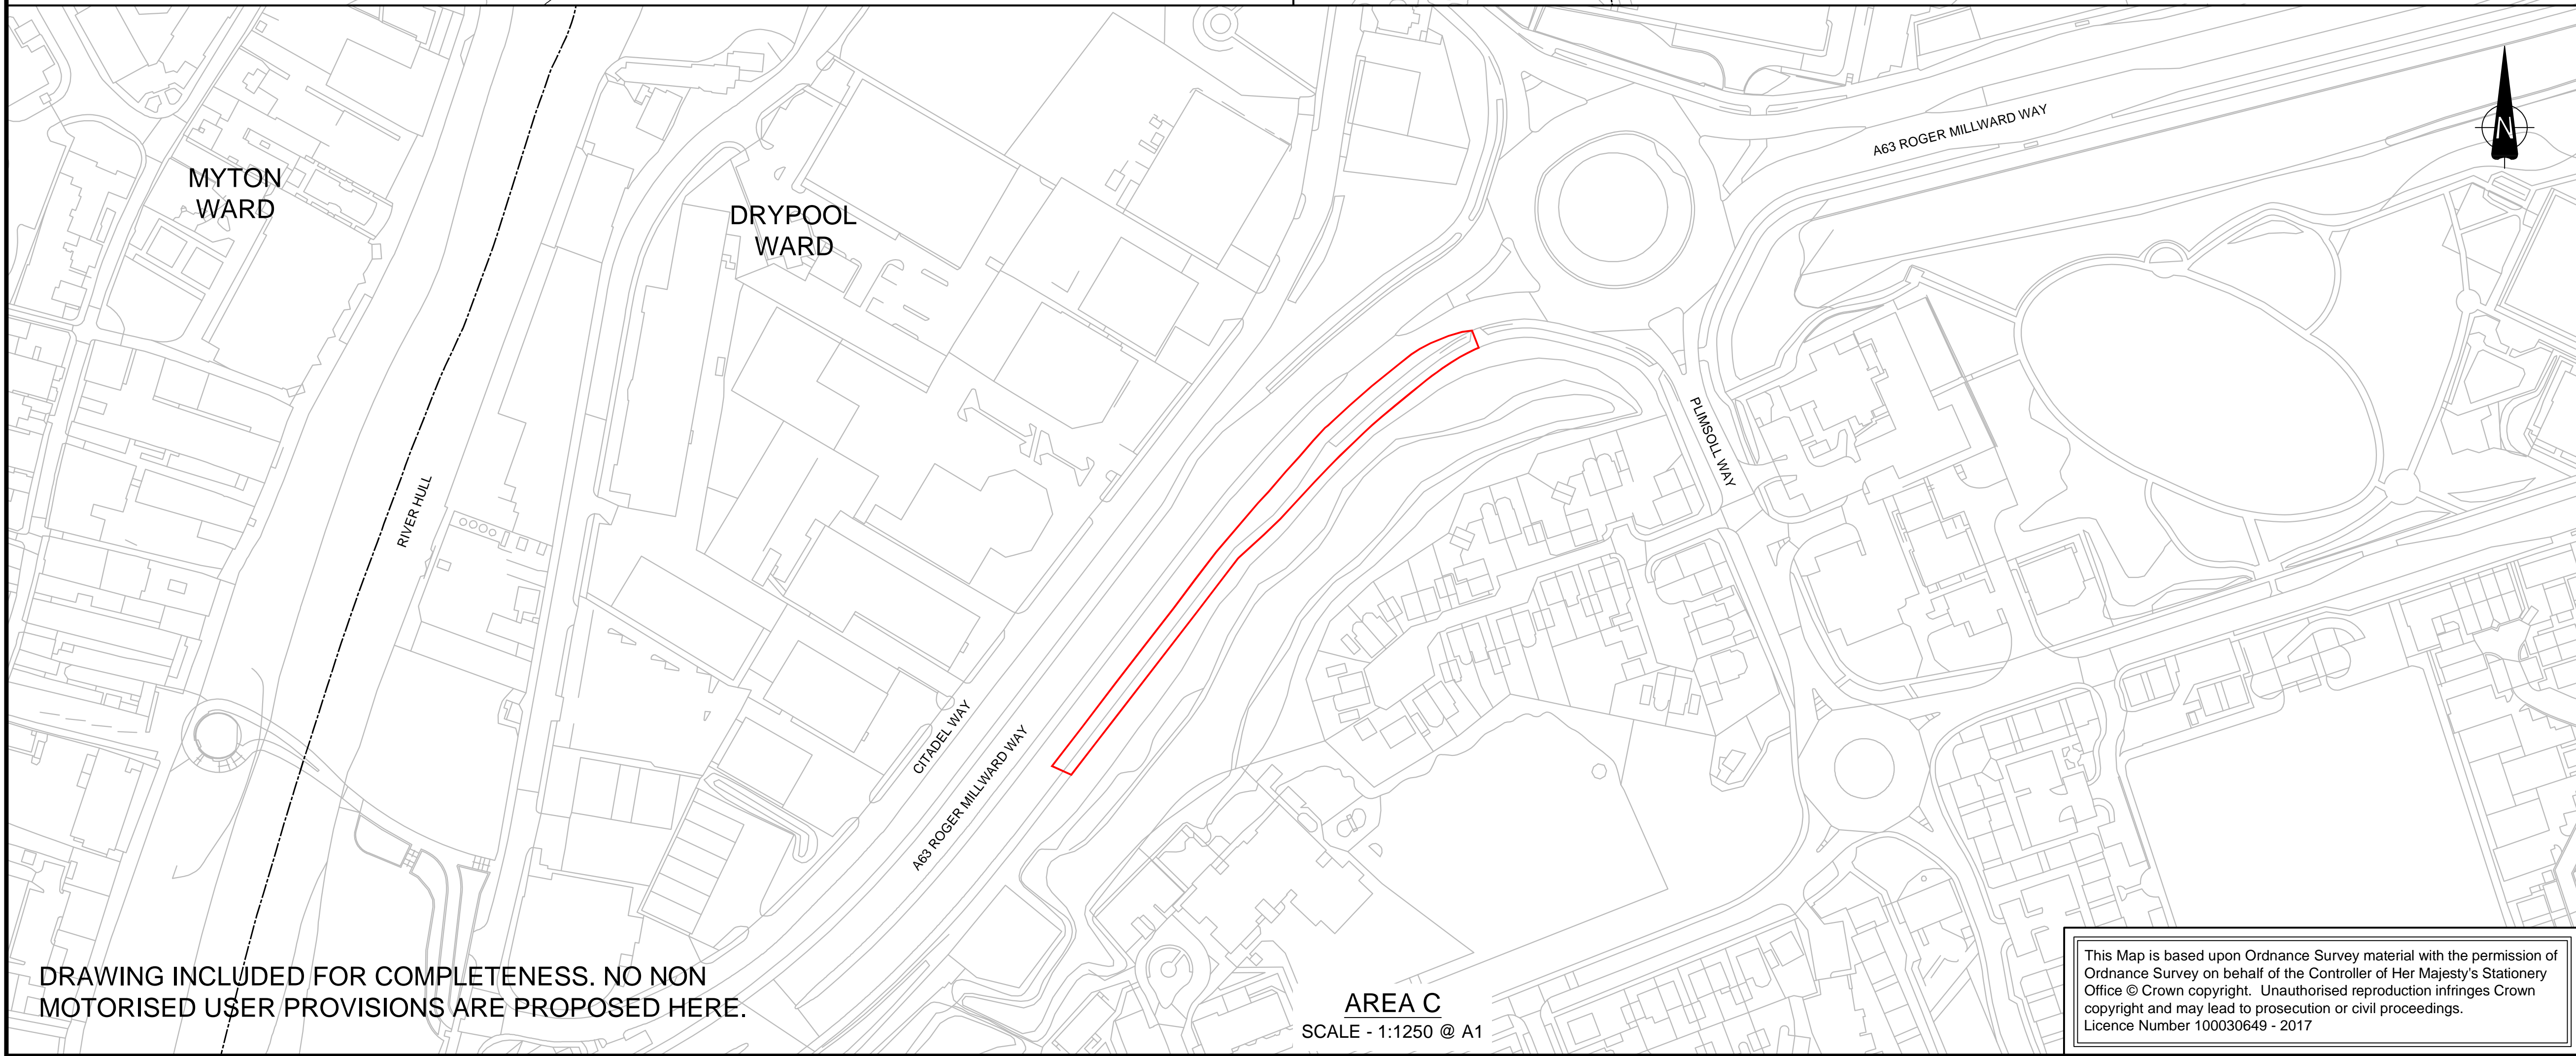 MYTON
WARD
DRYPOOL
WARD
A63 ROGER MILLWARD WAY
N
PLIMSOLL WAY
RIVER HULL
CITADEL WAY
A63 ROGER MILLWARD WAY
DRAWING INCLUDED FOR COMPLETENESS. NO NON
MOTORISED USER PROVISIONS ARE PROPOSED HERE.
AREA C
SCALE - 1:1250 @ A1
This Map is based upon Ordnance Survey material with the permission of
Ordnance Survey on behalf of the Controller of Her Majesty's Stationery
Office © Crown copyright. Unauthorised reproduction infringes Crown
copyright and may lead to prosecution or civil proceedings.
Licence Number 100030649 - 2017